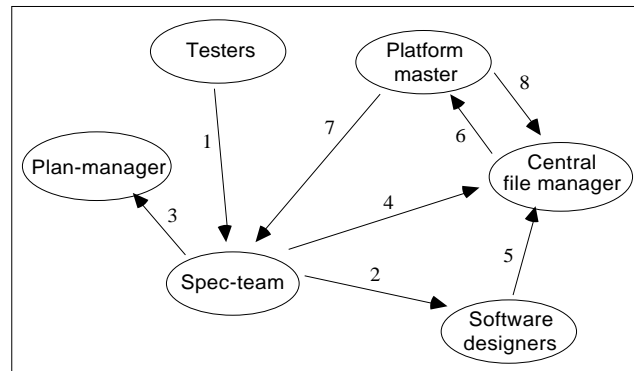 Testers
Platform
master
8
1
7
6
Plan-manager
Central
file manager
3
4
Spec-team
2
5
Software
designers